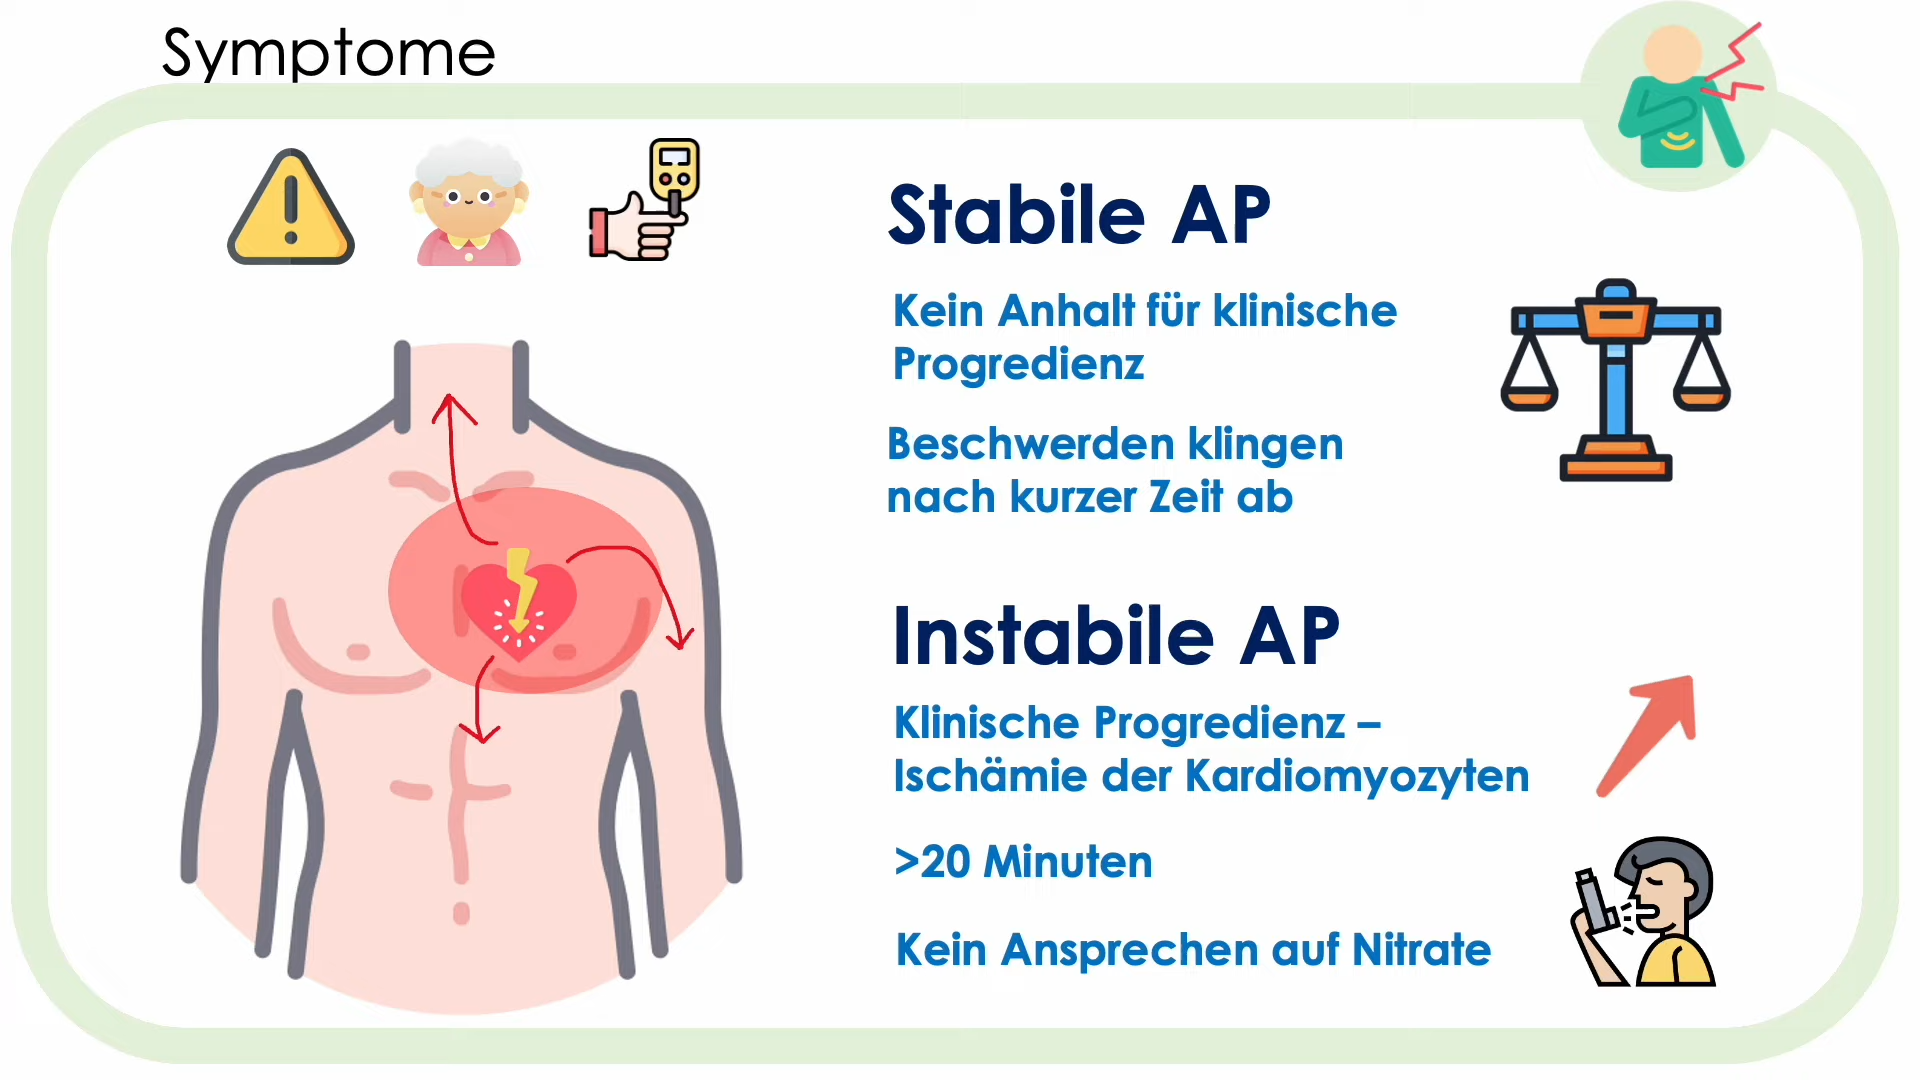 Symptome
Stabile AP
Kein Anhalt für klinische
Progredienz
Beschwerden klingen
nach kurzer Zeit ab
Instabile AP
Klinische Progredienz –
Ischämie der Kardiomyozyten
>20 Minuten
Kein Ansprechen auf Nitrate